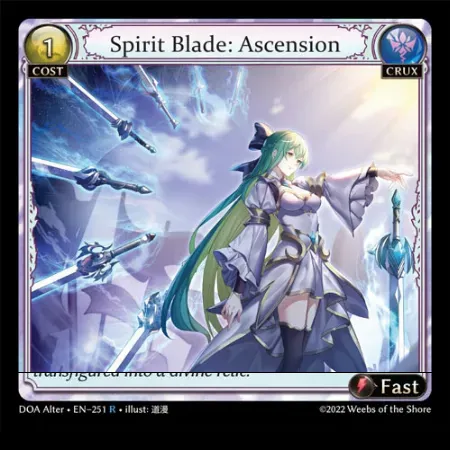 1
COST
Spirit Blade: Ascension
CRUX
transfigured into a divine relic.
Fast
DOA Alter • EN-251 R • illust: 道漫
©2022 Weebs of the Shore